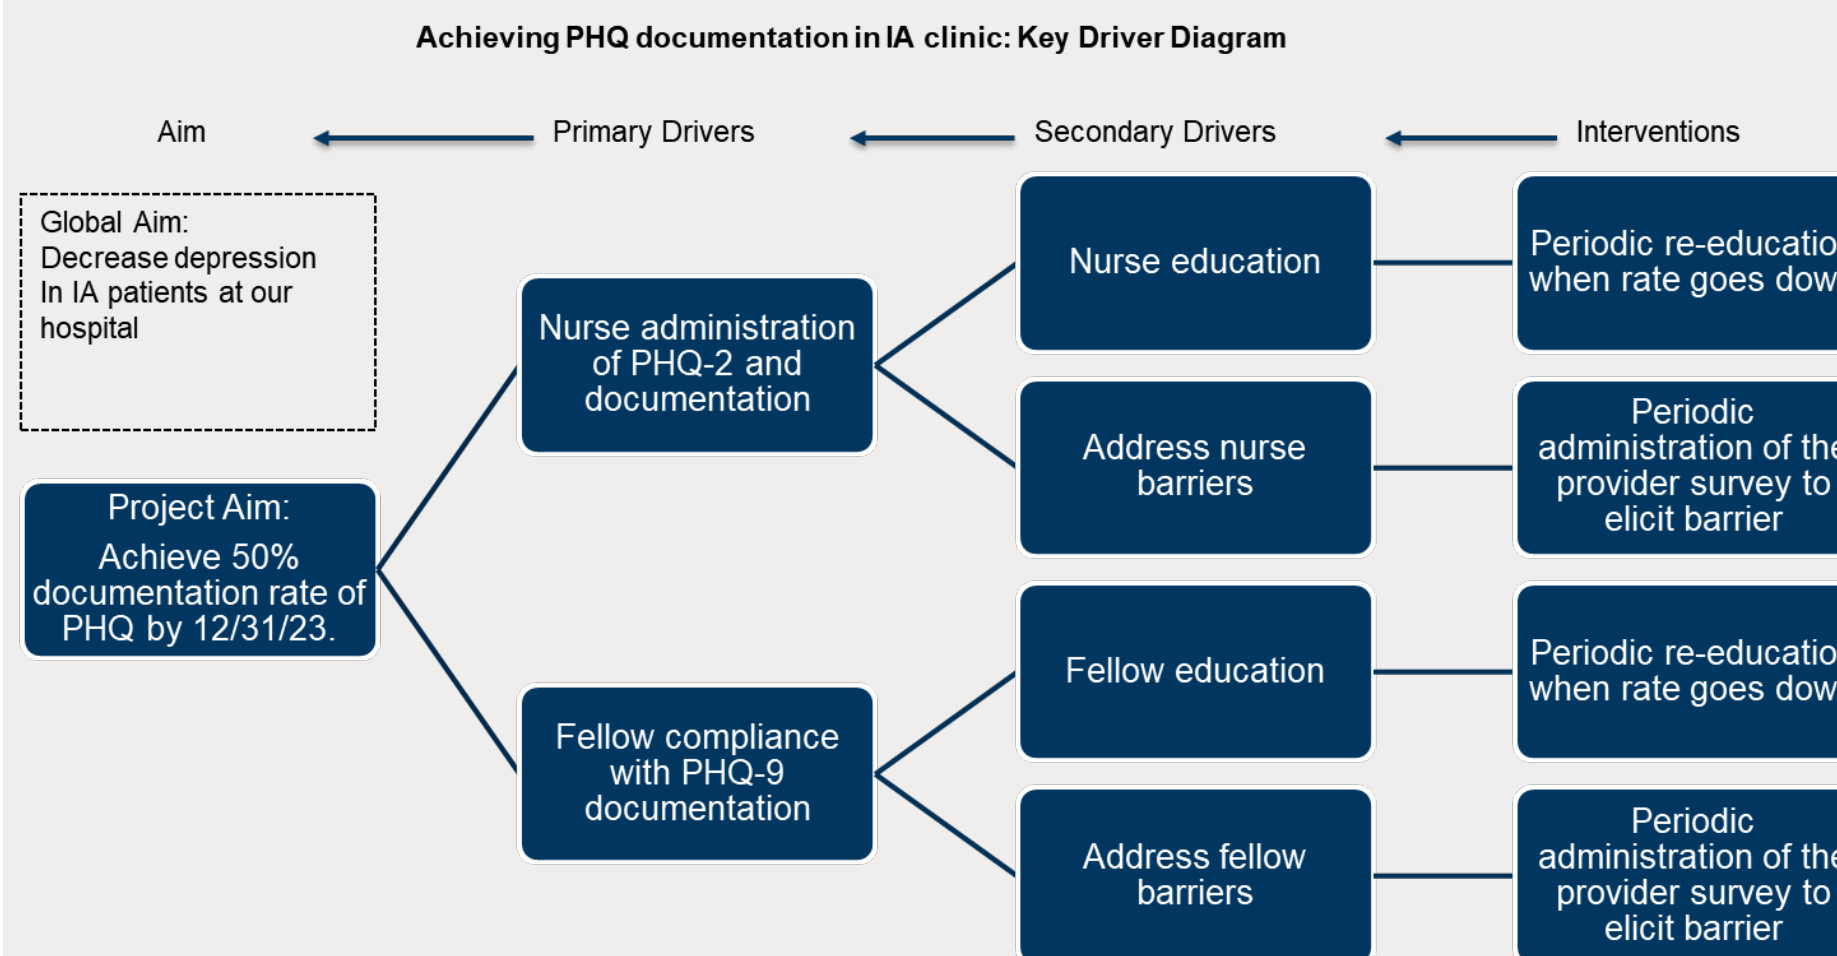 Achieving PHQ documentation in IA clinic: Key Driver Diagram
Aim
Primary Drivers
Secondary Drivers
Interventions
Global Aim:
Decrease depression
In IA patients at our
hospital
Project Aim:
Achieve 50%
documentation rate of
PHQ by 12/31/23.
Nurse administration
of PHQ-2 and
documentation
Fellow compliance
with PHQ-9
documentation
Nurse education
Address nurse
barriers
Fellow education
Address fellow
barriers
Periodic re-educatio
when rate goes dow
Periodic
administration of the
provider survey to
elicit barrier
Periodic re-educatio
when rate goes dow
Periodic
administration of the
provider survey to
elicit barrier